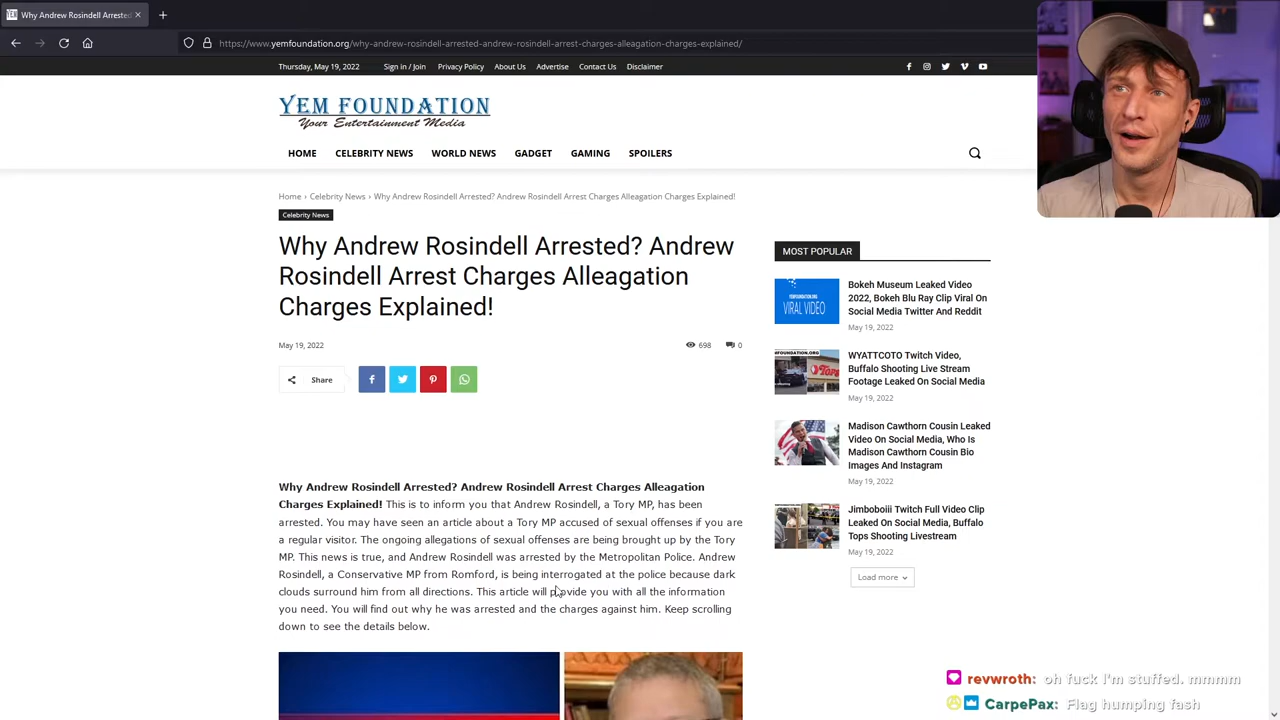 Why Andrew Rosindell Arrested
https://www.yemfoundation.org/why-andrew-rosindell-arrested-andrew-rosindell-arrest-charges-alleagation-charges-explained/
Thursday, May 19, 2022 Sign in / Join Privacy Policy About Us Advertise Contact Us Disclaimer
YEM FOUNDATION
Your Entertainment Media
HOME CELEBRITY NEWS WORLD NEWS GADGET GAMING SPOILERS
Home › Celebrity News › Why Andrew Rosindell Arrested? Andrew Rosindell Arrest Charges Alleagation Charges Explained!
Celebrity News
Why Andrew Rosindell Arrested? Andrew
Rosindell Arrest Charges Alleagation
Charges Explained!
May 19, 2022 698 0
Share
Why Andrew Rosindell Arrested? Andrew Rosindell Arrest Charges Alleagation
Charges Explained! This is to inform you that Andrew Rosindell, a Tory MP, has been
arrested. You may have seen an article about a Tory MP accused of sexual offenses if you are
a regular visitor. The ongoing allegations of sexual offenses are being brought up by the Tory
MP. This news is true, and Andrew Rosindell was arrested by the Metropolitan Police. Andrew
Rosindell, a Conservative MP from Romford, is being interrogated at the police because dark
clouds surround him from all directions. This article will provide you with all the information
you need. You will find out why he was arrested and the charges against him. Keep scrolling
down to see the details below.
MOST POPULAR
YEMFOUNDATION.ORG
VIRAL VIDEO
Bokeh Museum Leaked Video
2022, Bokeh Blu Ray Clip Viral On
Social Media Twitter And Reddit
May 19, 2022
WYATTCOTO Twitch Video,
Buffalo Shooting Live Stream
Footage Leaked On Social Media
May 19, 2022
Madison Cawthorn Cousin Leaked
Video On Social Media, Who Is
Madison Cawthorn Cousin Bio
Images And Instagram
May 19, 2022
Jimboboiii Twitch Full Video Clip
Leaked On Social Media, Buffalo
Tops Shooting Livestream
May 19, 2022
Load more
revwroth: oh fuck I'm stuffed. mmmm
CarpePax: Flag humping fash